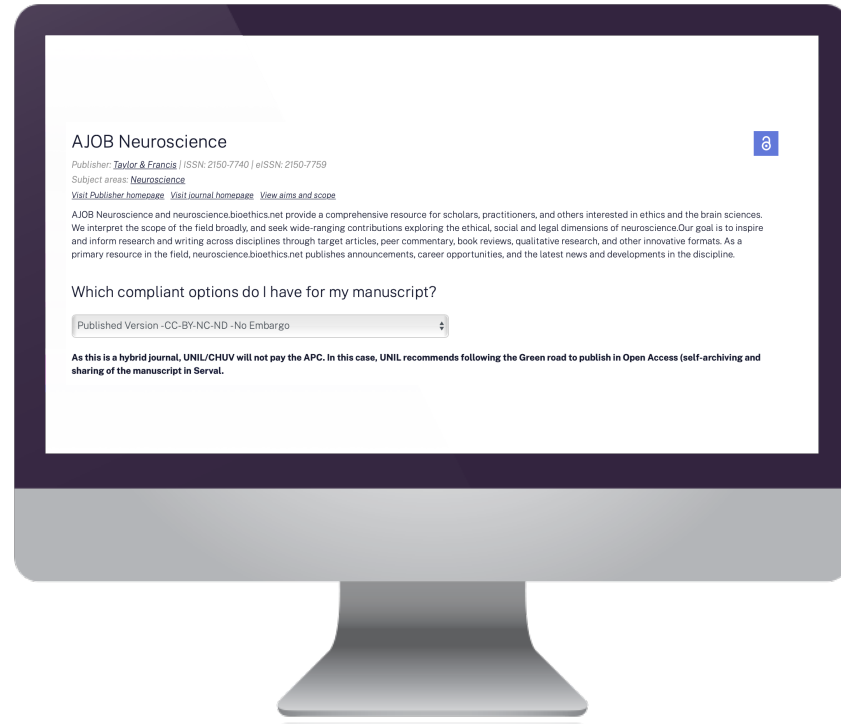 AJOB Neuroscience
Publisher: Taylor & Francis | ISSN: 2150-7740 | eISSN: 2150-7759
Subject areas: Neuroscience
Visit Publisher homepage Visit journal homepage View aims and scope
AJOB Neuroscience and neuroscience.bioethics.net provide a comprehensive resource for scholars, practitioners, and others interested in ethics and the brain sciences.
We interpret the scope of the field broadly, and seek wide-ranging contributions exploring the ethical, social and legal dimensions of neuroscience.Our goal is to inspire
and inform research and writing across disciplines through target articles, peer commentary, book reviews, qualitative research, and other innovative formats. As a
primary resource in the field, neuroscience.bioethics.net publishes announcements, career opportunities, and the latest news and developments in the discipline.
Which compliant options do I have for my manuscript?
Published Version -CC-BY-NC-ND -No Embargo
As this is a hybrid journal, UNIL/CHUV will not pay the APC. In this case, UNIL recommends following the Green road to publish in Open Access (self-archiving and
sharing of the manuscript in Serval.